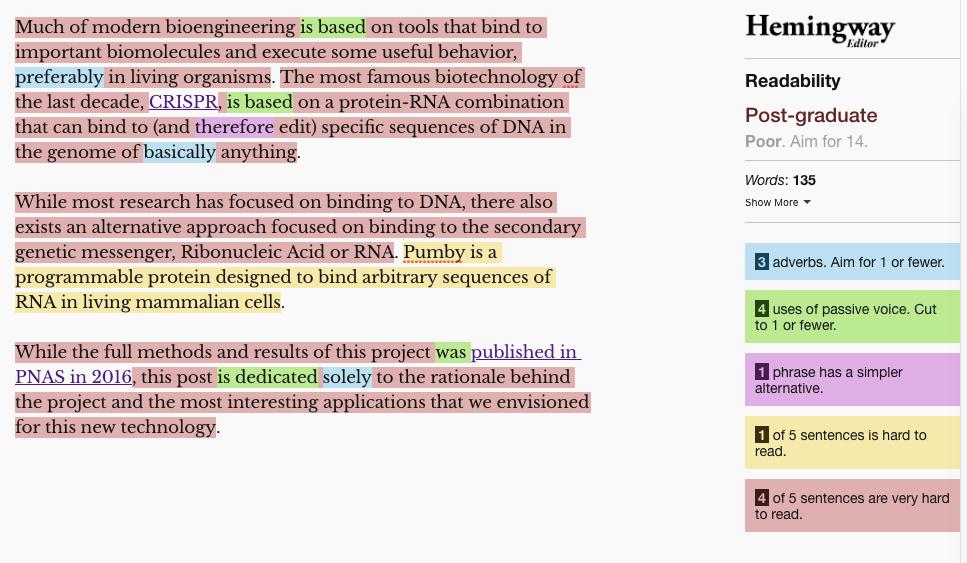 Much of modern bioengineering is based on tools that bind to
important biomolecules and execute some useful behavior,
preferably in living organisms. The most famous biotechnology of
the last decade, CRISPR, is based on a protein-RNA combination
that can bind to (and therefore edit) specific sequences of DNA in
the genome of basically anything.
While most research has focused on binding to DNA, there also
exists an alternative approach focused on binding to the secondary
genetic messenger, Ribonucleic Acid or RNA. Pumby is a
programmable protein designed to bind arbitrary sequences of
RNA in living mammalian cells.
While the full methods and results of this project was published in
PNAS in 2016, this post is dedicated solely to the rationale behind
the project and the most interesting applications that we envisioned
for this new technology.
Hemingway
Editor
Readability
Post-graduate
Poor. Aim for 14.
Words: 135
Show More
3 adverbs. Aim for 1 or fewer.
4 uses of passive voice. Cut
to 1 or fewer.
1 phrase has a simpler
alternative.
1 of 5 sentences is hard to
read.
4 of 5 sentences are very hard
to read.